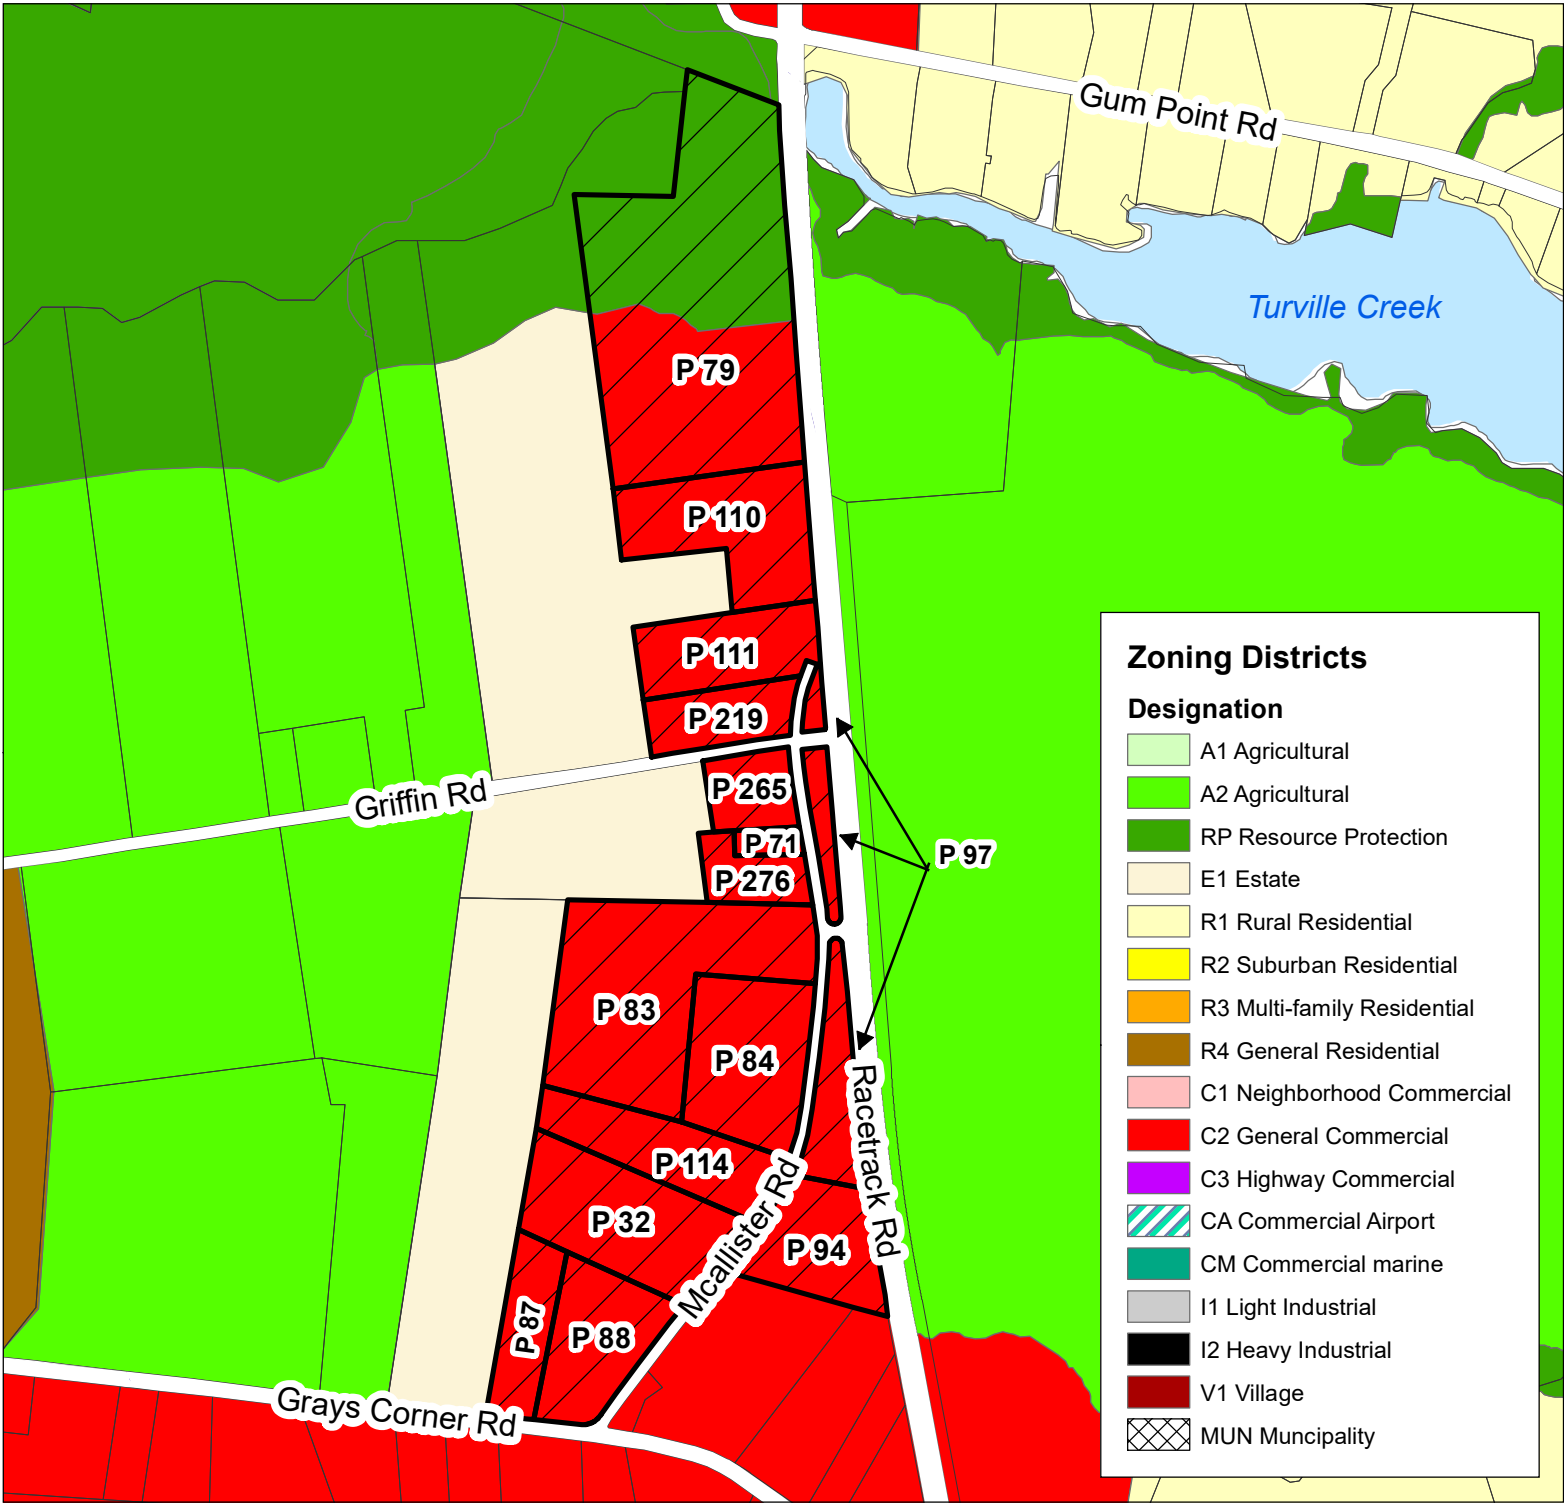 Gum Point Rd
Turville Creek
P 79
P 110
P 111
P 219
P 265
P 71
P 97
P 276
Griffin Rd
P 83
P 84
Racetrack Rd
P 114
P 32
Mcallister Rd
P 94
P 87
P 88
Grays Corner Rd
Zoning Districts
Designation
A1 Agricultural
A2 Agricultural
RP Resource Protection
E1 Estate
R1 Rural Residential
R2 Suburban Residential
R3 Multi-family Residential
R4 General Residential
C1 Neighborhood Commercial
C2 General Commercial
C3 Highway Commercial
CA Commercial Airport
CM Commercial marine
I1 Light Industrial
I2 Heavy Industrial
V1 Village
MUN Muncipality